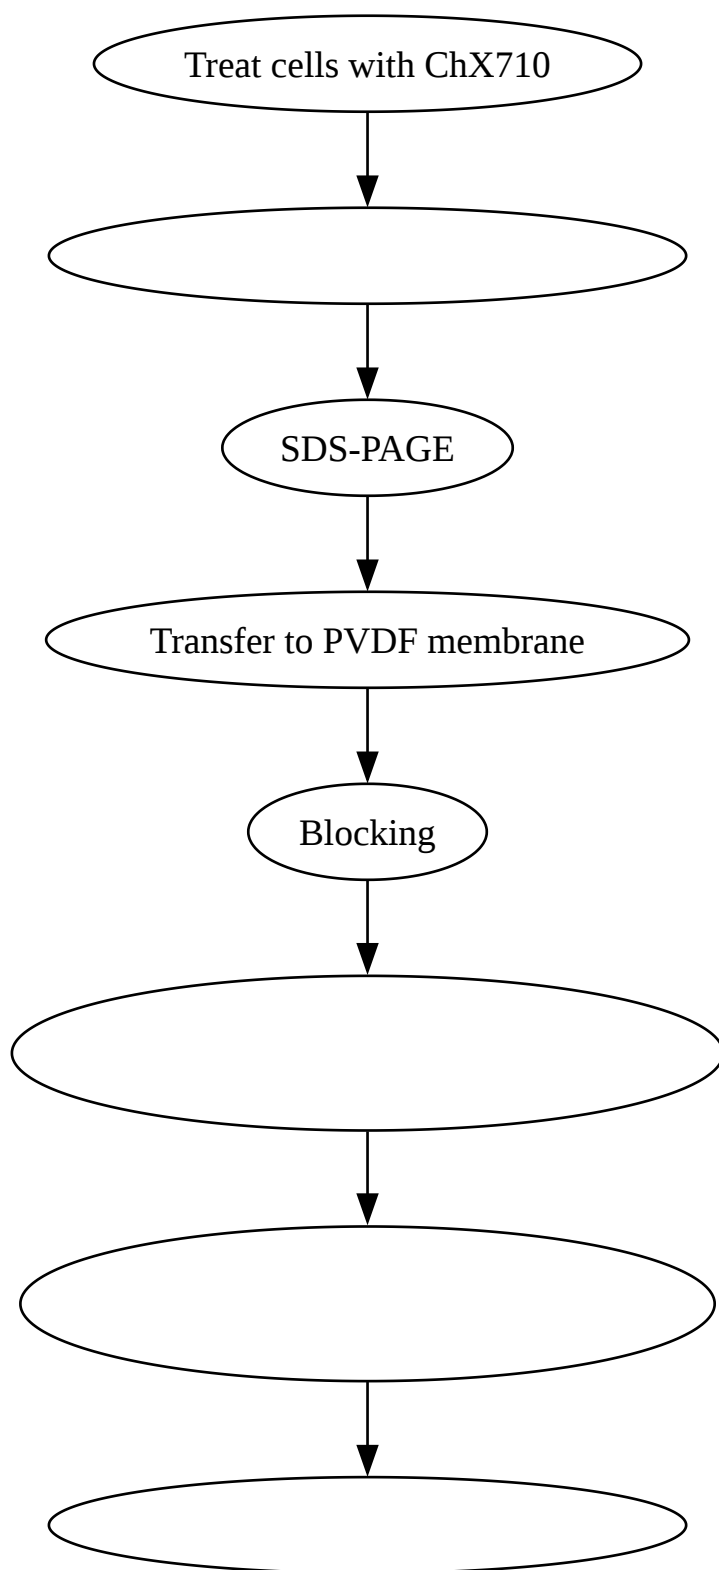 Treat cells with ChX710
SDS-PAGE
Transfer to PVDF membrane
Blocking